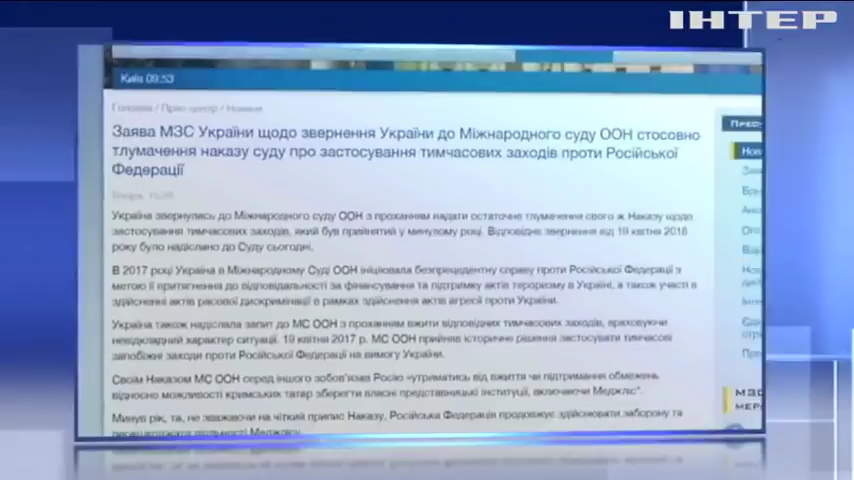 ІНТЕР
Київ 09:53
Головна / Прес-центр / Новини
Заява МЗС України щодо звернення України до Міжнародного суду ООН стосовно
тлумачення наказу суду про застосування тимчасових заходів проти Російської
Федерації
Вчора,
Україна звернулась до Міжнародного суду ООН з проханням надати остаточне тлумачення свого ж Наказу щодо
застосування тимчасових заходів, який був прийнятий у минулому році. Відповідне звернення від 19 квітня 2018
року було надіслано до Суду сьогодні.
В 2017 році Україна в Міжнародному Суді ООН ініціювала безпрецедентну справу проти Російської Федерації з
метою її притягнення до відповідальності за фінансування та підтримку актів тероризму в Україні, а також участі в
здійсненні актів расової дискримінації в рамках здійснення актів агресії проти України.
Україна також надіслала запит до МС ООН з проханням вжити відповідних тимчасових заходів, враховуючи
невідкладний характер ситуації. 19 квітня 2017 р. МС ООН прийняв історичне рішення застосувати тимчасові
запобіжні заходи проти Російської Федерації на вимогу України.
Своїм Наказом МС ООН серед іншого зобов'язав Росію «утриматись від вжиття чи підтримання обмежень
відносно можливості кримських татар зберегти власні представницькі інституції, включаючи Меджліс".
Минув рік, та, не зважаючи на чіткий припис Наказу, Російська Федерація продовжує здійснювати заборону та
діяльності Меджлісу.
Прес
Нов
МЗС
МЕР